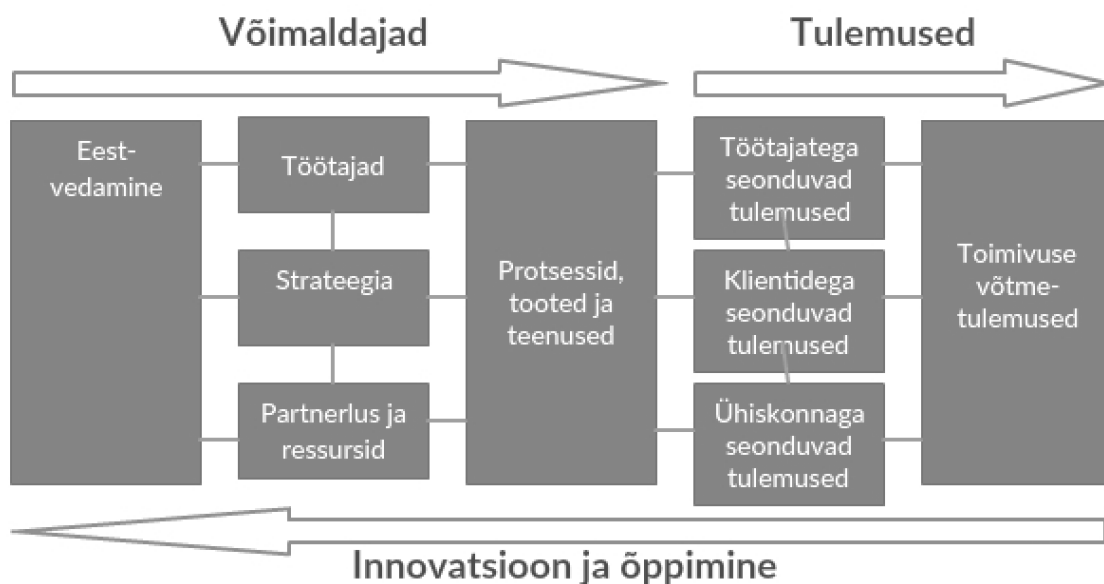 Võimaldajad
Tulemused
Eest-
vedamine
Töötajad
Strateegia
Partnerlus ja
ressursid
Protsessid,
tooted ja
teenused
Töötajatega
seonduvad
tulemused
Klientidega
seonduvad
tulemused
Ühiskonnaga
seonduvad
tulemused
Toimivuse
võtme-
tulemused
Innovatsioon ja õppimine